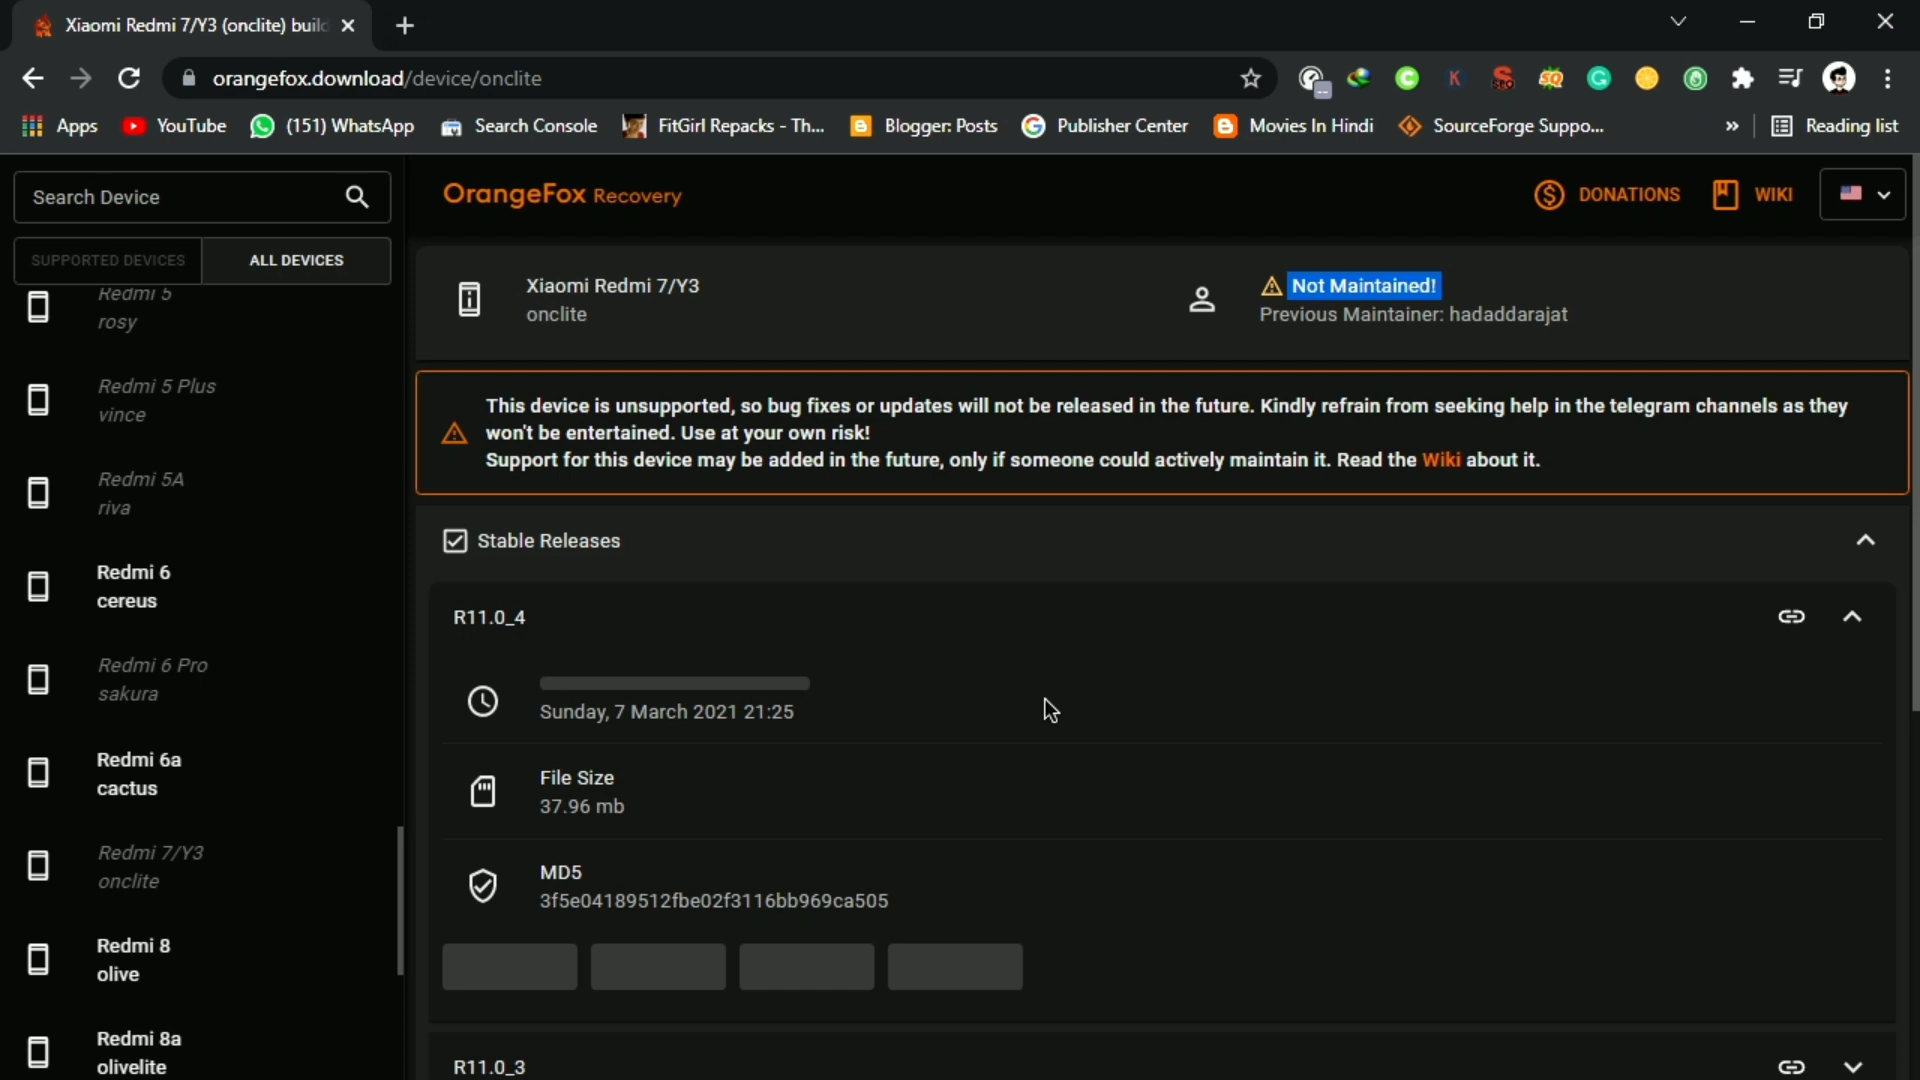 Xiaomi Redmi 7/Y3 (onclite) build
orangefox.download/device/onclite
Apps
YouTube
(151) WhatsApp
Search Console
FitGirl Repacks - Th...
Blogger: Posts
Publisher Center
Movies In Hindi
SourceForge Suppo...
Reading list
Search Device
SUPPORTED DEVICES
ALL DEVICES
Redmi 5
rosy
Redmi 5 Plus
vince
Redmi 5A
riva
Redmi 6
cereus
Redmi 6 Pro
sakura
Redmi 6a
cactus
Redmi 7/Y3
onclite
Redmi 8
olive
Redmi 8a
olivelite
OrangeFox Recovery
DONATIONS
WIKI
Xiaomi Redmi 7/Y3
onclite
Not Maintained!
Previous Maintainer: hadaddarajat
This device is unsupported, so bug fixes or updates will not be released in the future. Kindly refrain from seeking help in the telegram channels as they
won't be entertained. Use at your own risk!
Support for this device may be added in the future, only if someone could actively maintain it. Read the Wiki about it.
Stable Releases
R11.0_4
Sunday, 7 March 2021 21:25
File Size
37.96 mb
MD5
3f5e04189512fbe02f3116bb969ca505
R11.0_3